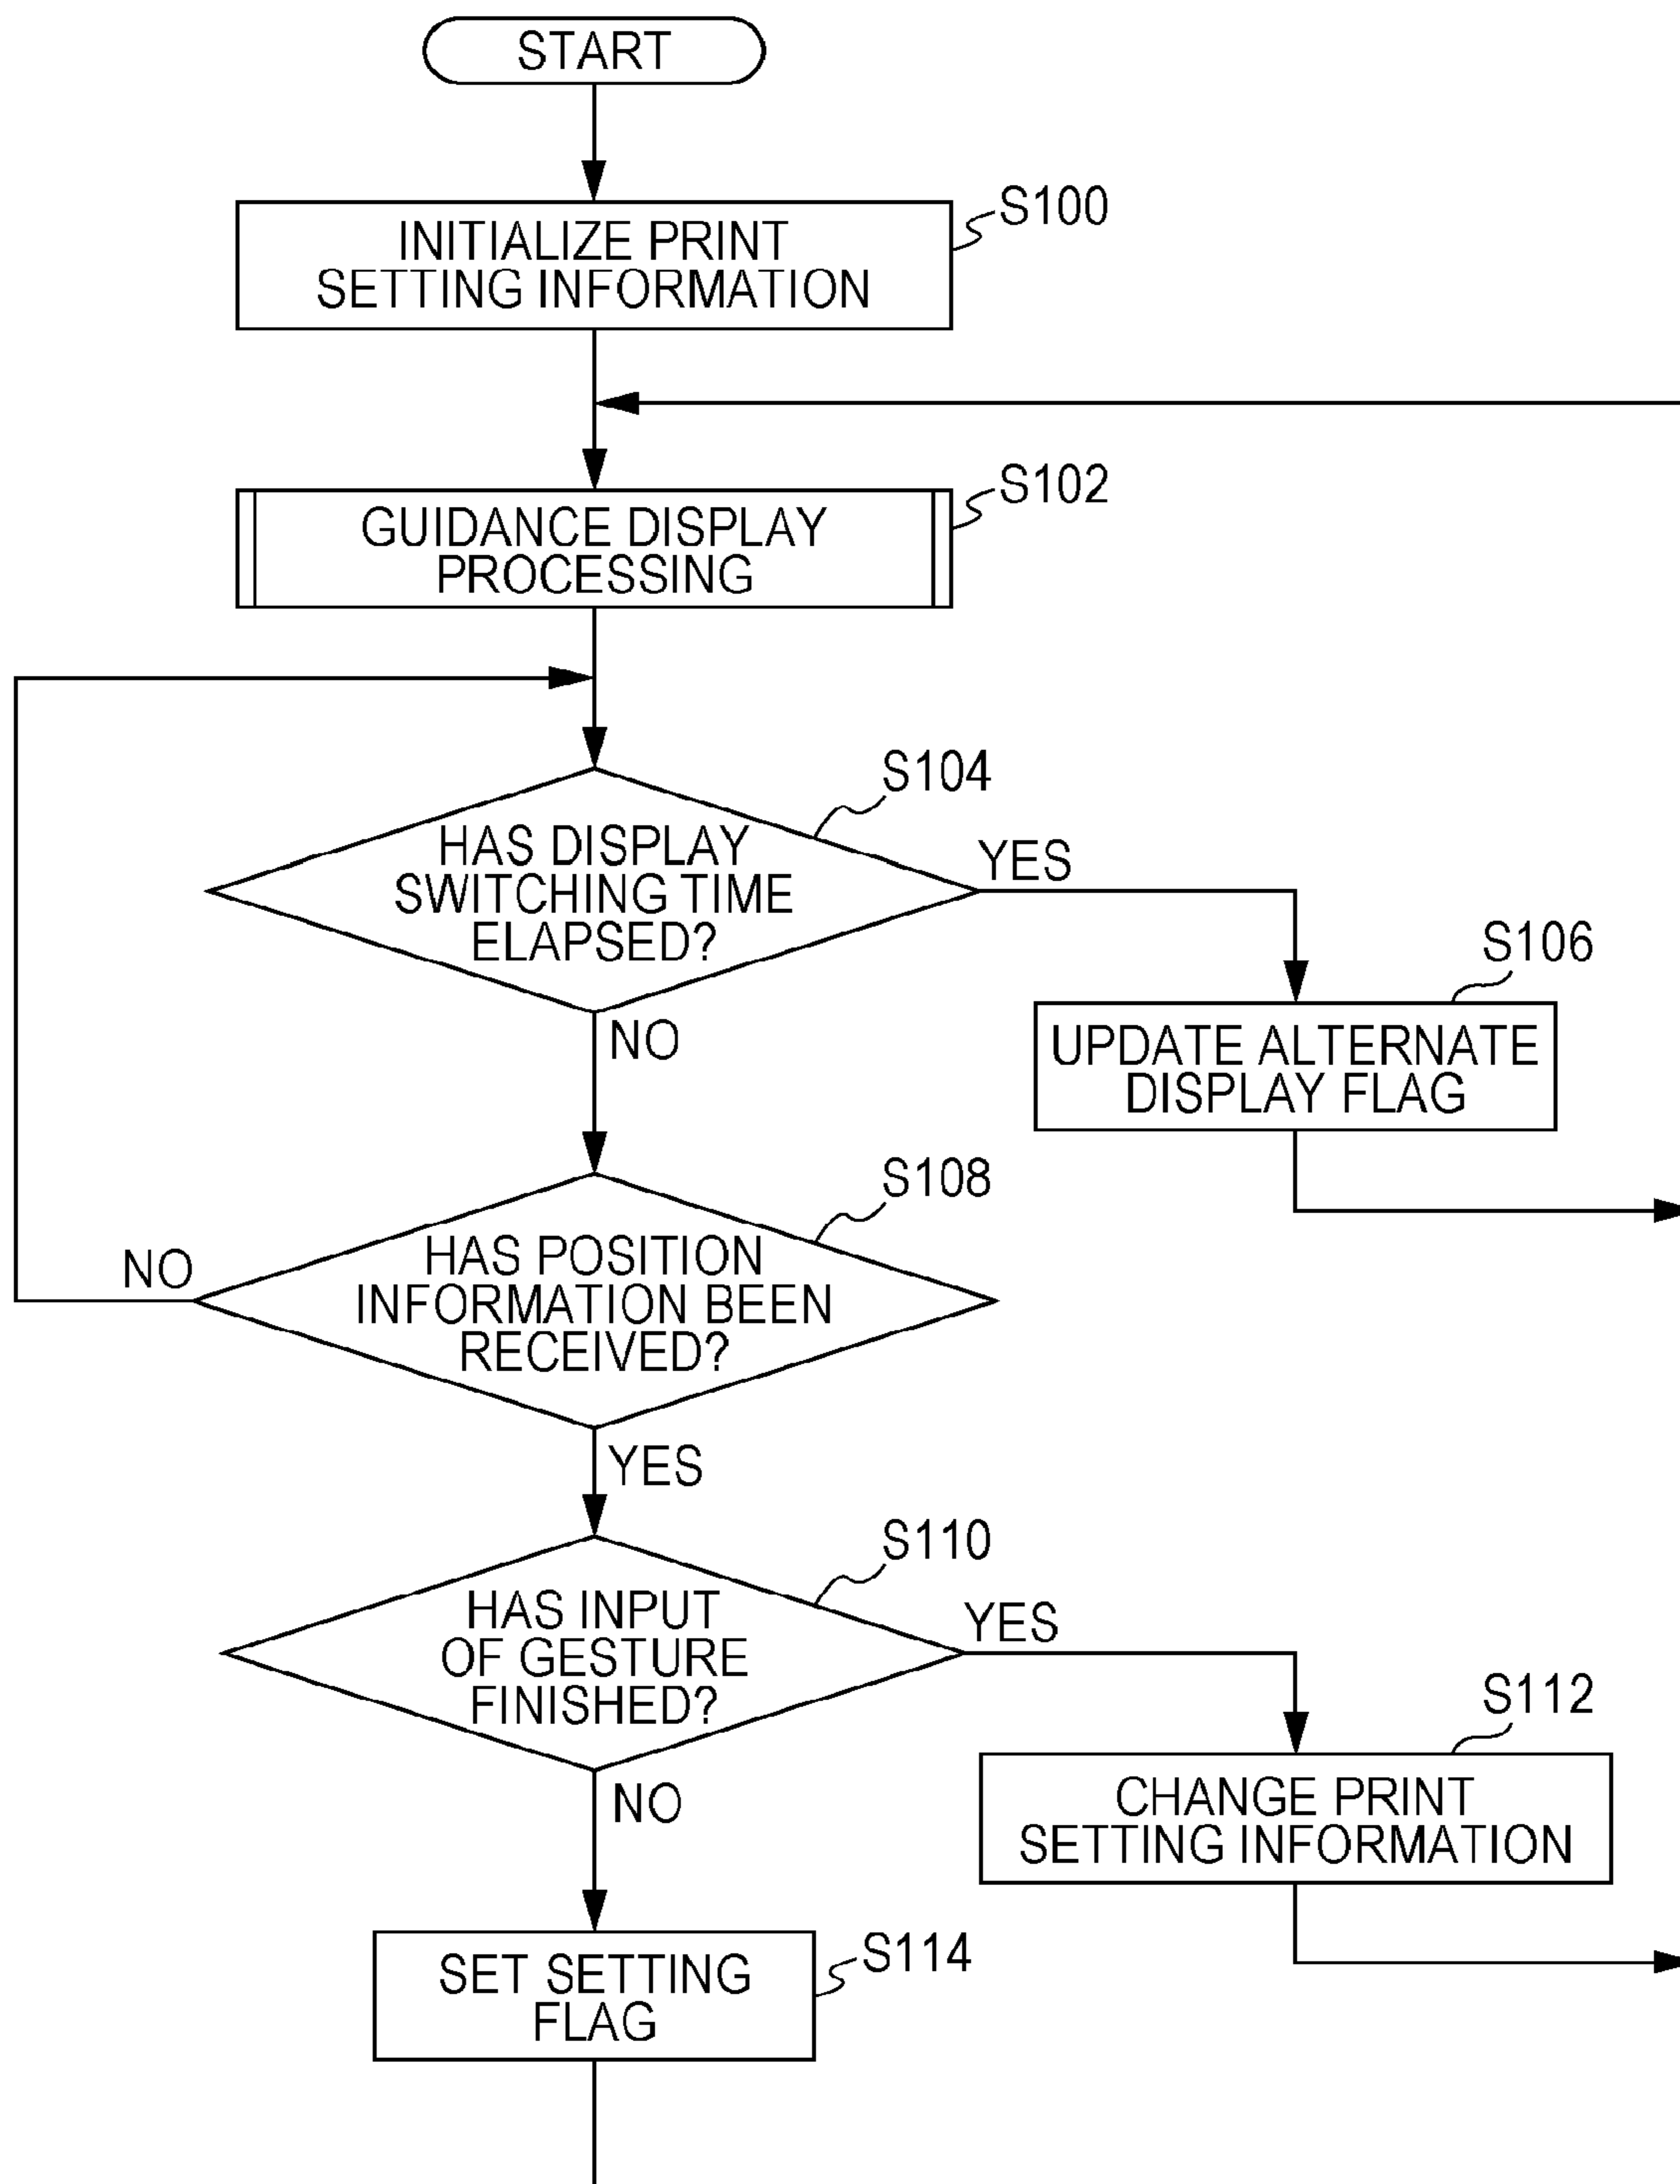 START
S100
INITIALIZE PRINT
SETTING INFORMATION
S102
GUIDANCE DISPLAY
PROCESSING
S104
HAS DISPLAY
SWITCHING TIME
ELAPSED?
YES
NO
S106
UPDATE ALTERNATE
DISPLAY FLAG
S108
HAS POSITION
INFORMATION BEEN
RECEIVED?
NO
YES
S110
HAS INPUT
OF GESTURE
FINISHED?
YES
NO
S112
CHANGE PRINT
SETTING INFORMATION
S114
SET SETTING
FLAG